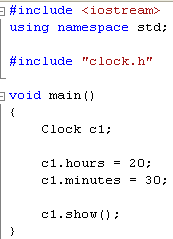 #include <iostream>
using namespace std;
#include "clock.h"
void main()
{
Clock c1;
c1.hours = 20;
c1.minutes = 30;
c1.show();
}